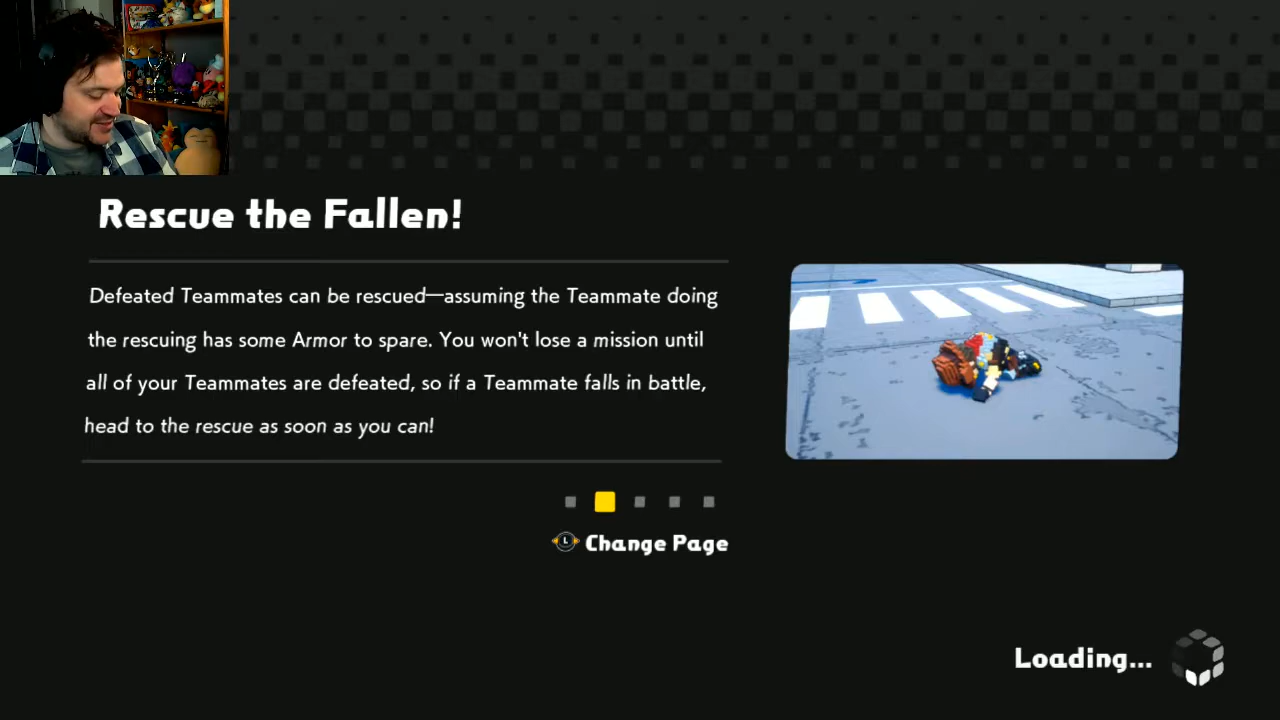 Rescue the Fallen!
Defeated Teammates can be rescued—assuming the Teammate doing
the rescuing has some Armor to spare. You won't lose a mission until
all of your Teammates are defeated, so if a Teammate falls in battle,
head to the rescue as soon as you can!
L Change Page
Loading...